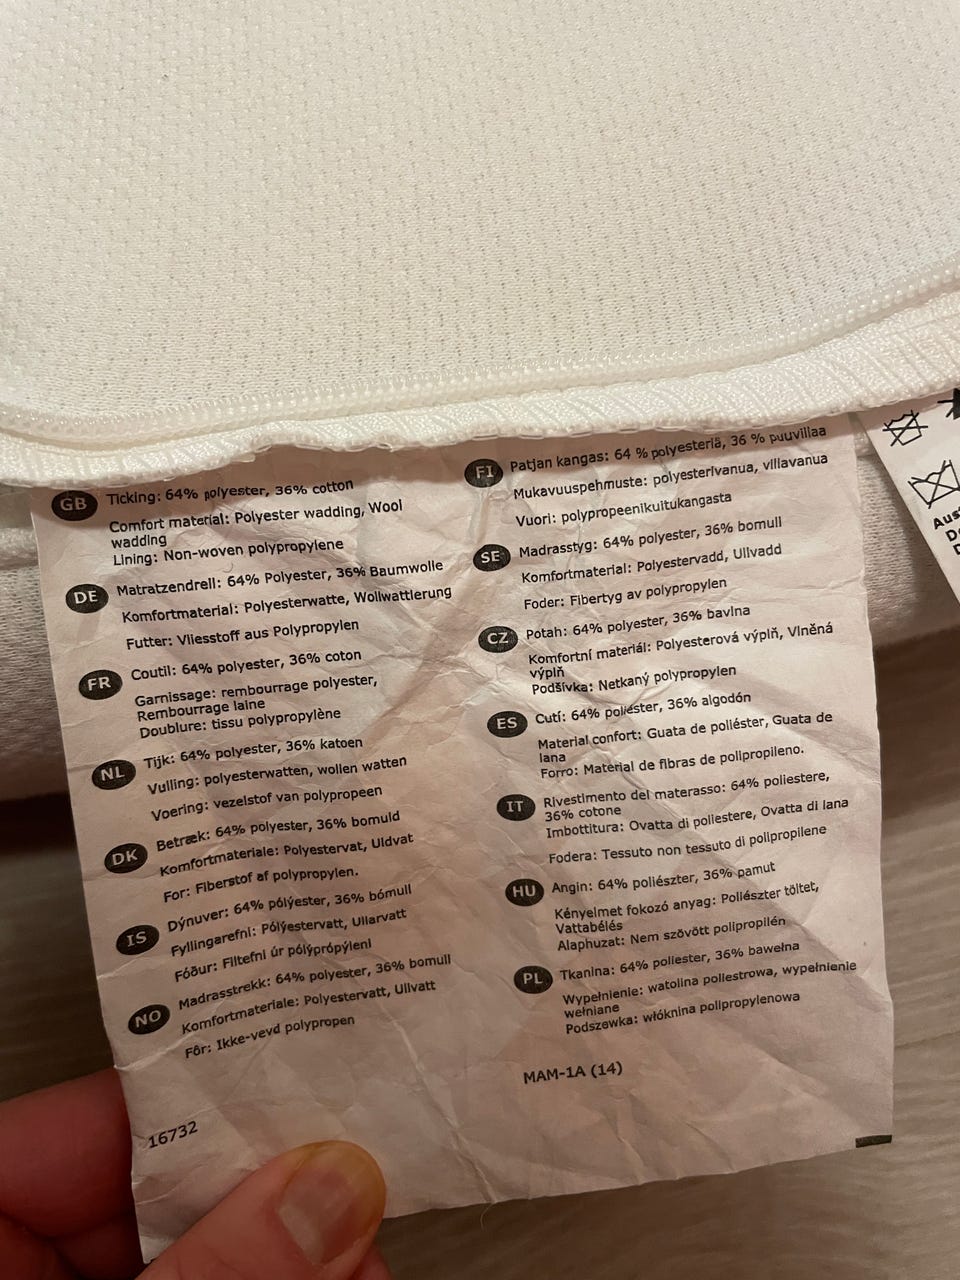 GB Ticking: 64% polyester, 36% cotton
Comfort material: Polyester wadding, Wool
wadding
Lining: Non-woven polypropylene
DE Matratzendrell: 64% Polyester, 36% Baumwolle
Komfortmaterial: Polyesterwatte, Wollwattierung
Futter: Vliesstoff aus Polypropylen
FR Coutil: 64% polyester, 36% coton
Garnissage: rembourrage polyester,
Rembourrage laine
Doublure: tissu polypropylène
NL Tijk: 64% polyester, 36% katoen
Vulling: polyesterwatten, wollen watten
Voering: vezelstof van polypropeen
DK Betræk: 64% polyester, 36% bomuld
Komfortmateriale: Polyestervat, Uldvat
For: Fiberstof af polypropylen.
IS Dýnuver: 64% pólýester, 36% bómull
Fyllingarefni: Pólýestervatt, Ullarvatt
Fóður: Filtefni úr pólýprópýleni
NO Madrasstrekk: 64% polyester, 36% bomull
Komfortmateriale: Polyestervatt, Ullvatt
Fôr: Ikke-vevd polypropen
16732
FI Patjan kangas: 64 % polyesteriä, 36 % puuvillaa
Mukavuuspehmuste: polyesterivanua, villavanua
Vuori: polypropeenikuitukangasta
SE Madrasstyg: 64% polyester, 36% bomull
Komfortmaterial: Polyestervadd, Ullvadd
Foder: Fibertyg av polypropylen
CZ Potah: 64% polyester, 36% bavlna
Komfortní materiál: Polyesterová výplň, Vlněná
výplň
Podšívka: Netkaný polypropylen
ES Cutí: 64% poliéster, 36% algodón
Material confort: Guata de poliéster, Guata de
lana
Forro: Material de fibras de polipropileno.
IT Rivestimento del materasso: 64% poliestere,
36% cotone
Imbottitura: Ovatta di poliestere, Ovatta di lana
Fodera: Tessuto non tessuto di polipropilene
HU Angin: 64% poliészter, 36% pamut
Kényelmet fokozó anyag: Poliészter töltet,
Vattabélés
Alaphuzat: Nem szövött polipropilén
PL Tkanina: 64% poliester, 36% bawełna
Wypełnienie: watolina poliestrowa, wypełnienie
wełniane
Podszewka: włóknina polipropylenowa
MAM-1A (14)